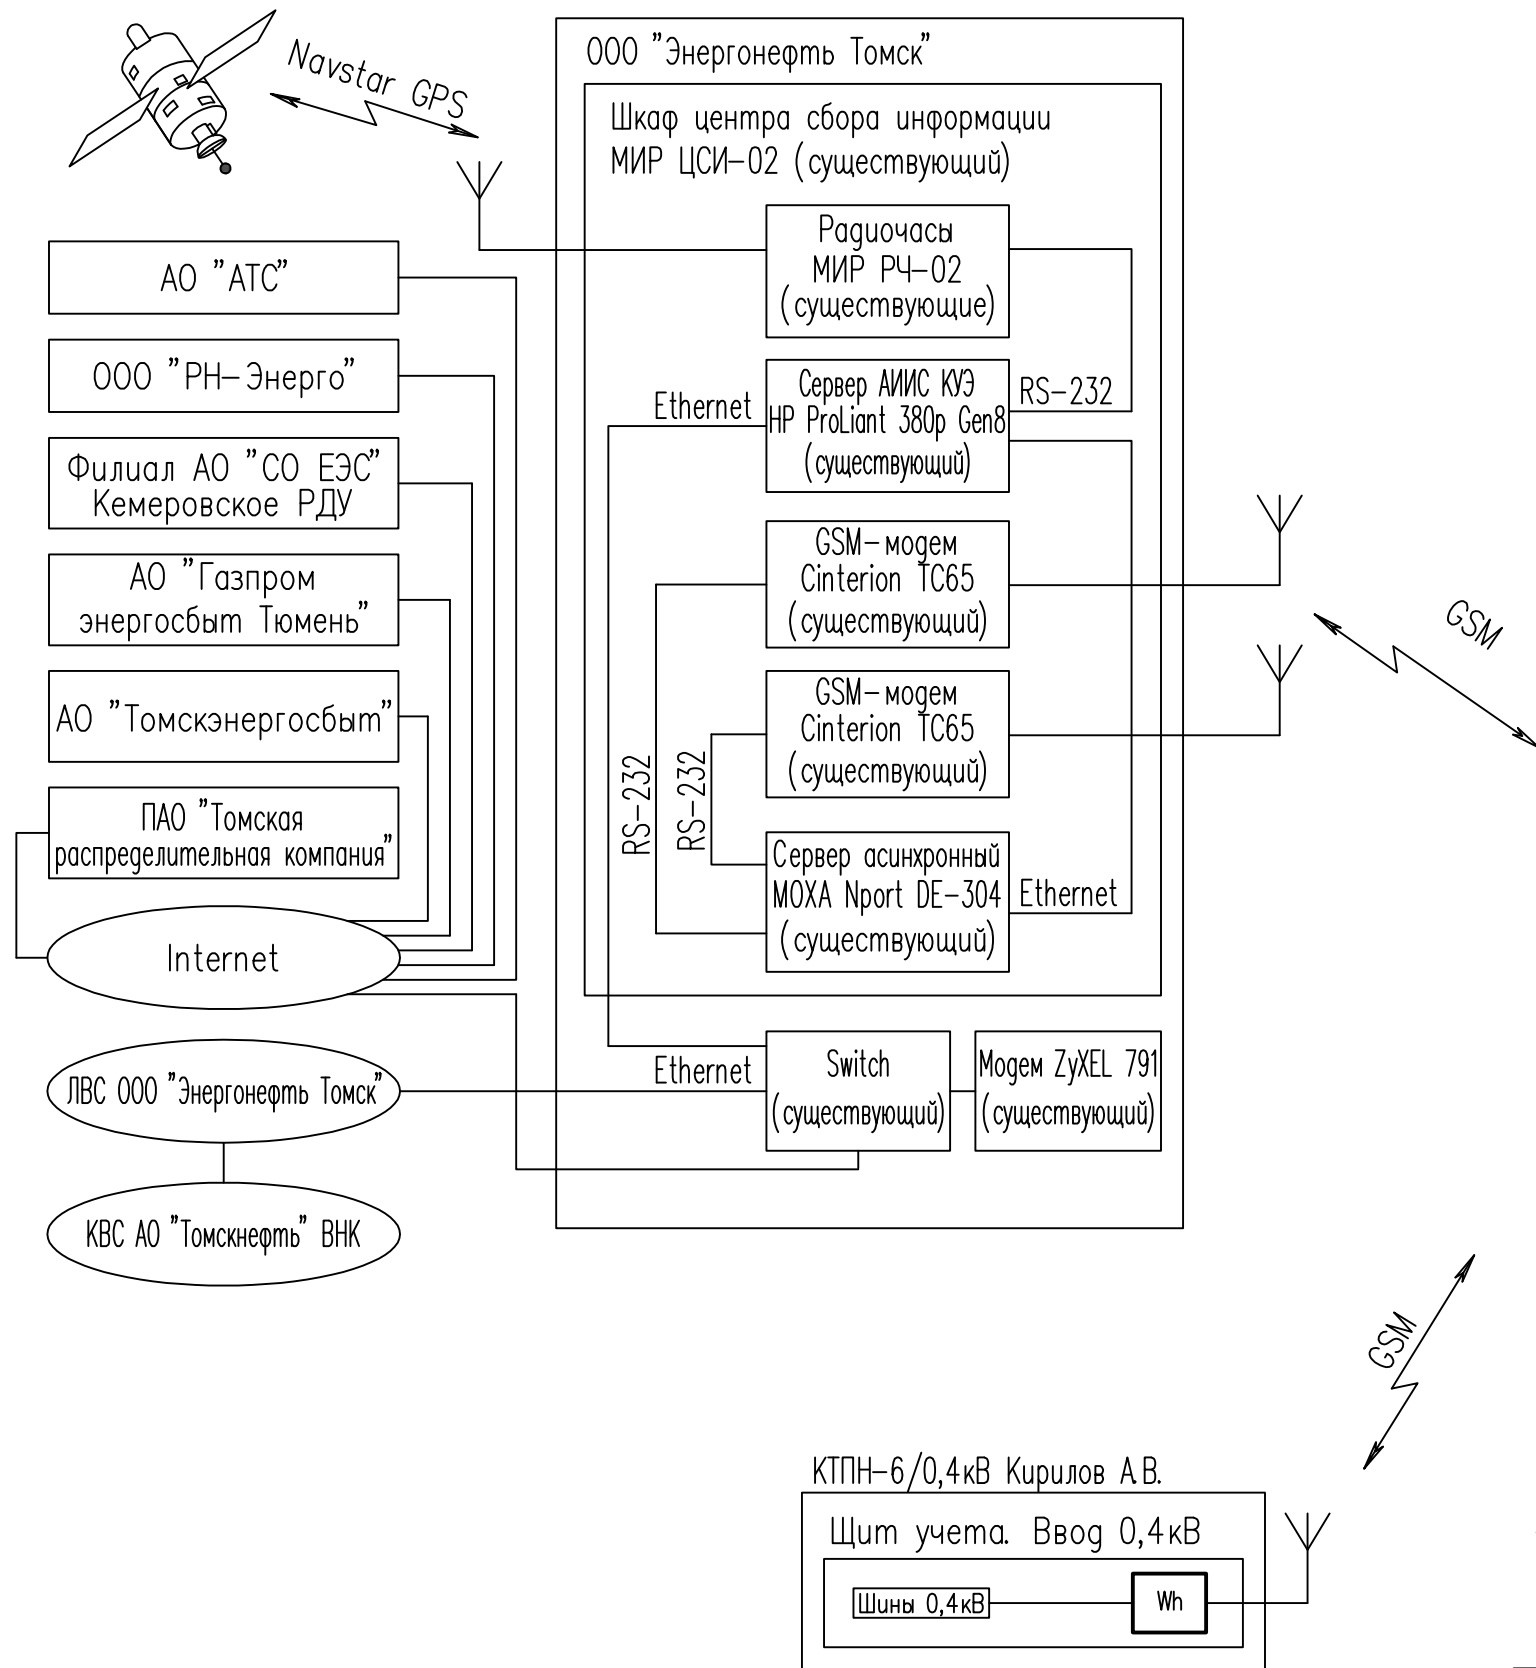 Navstar GPS
ООО "Энергонефть Томск"
Шкаф центра сбора информации
МИР ЦСИ-02 (существующий)
Радиочасы
МИР РЧ-02
(существующие)
АО "АТС"
ООО "РН-Энерго"
Филиал АО "СО ЕЭС"
Кемеровское РДУ
АО "Газпром
энергосбыт Тюмень"
АО "Томскэнергосбыт"
ПАО "Томская
распределительная компания"
Internet
ЛВС ООО "Энергонефть Томск"
КВС АО "Томскнефть" ВНК
Ethernet
Сервер АИИС КУЭ
HP ProLiant 380p Gen8
(существующий)
RS-232
GSM-модем
Cinterion TC65
(существующий)
GSM-модем
Cinterion TC65
(существующий)
RS-232
RS-232
Сервер асинхронный
MOXA Nport DE-304
(существующий)
Ethernet
Ethernet
Switch
(существующий)
Модем ZyXEL 791
(существующий)
GSM
GSM
КТПН-6/0,4кВ Кирилов А.В.
Щит учета. Ввод 0,4кВ
Шины 0,4кВ
Wh